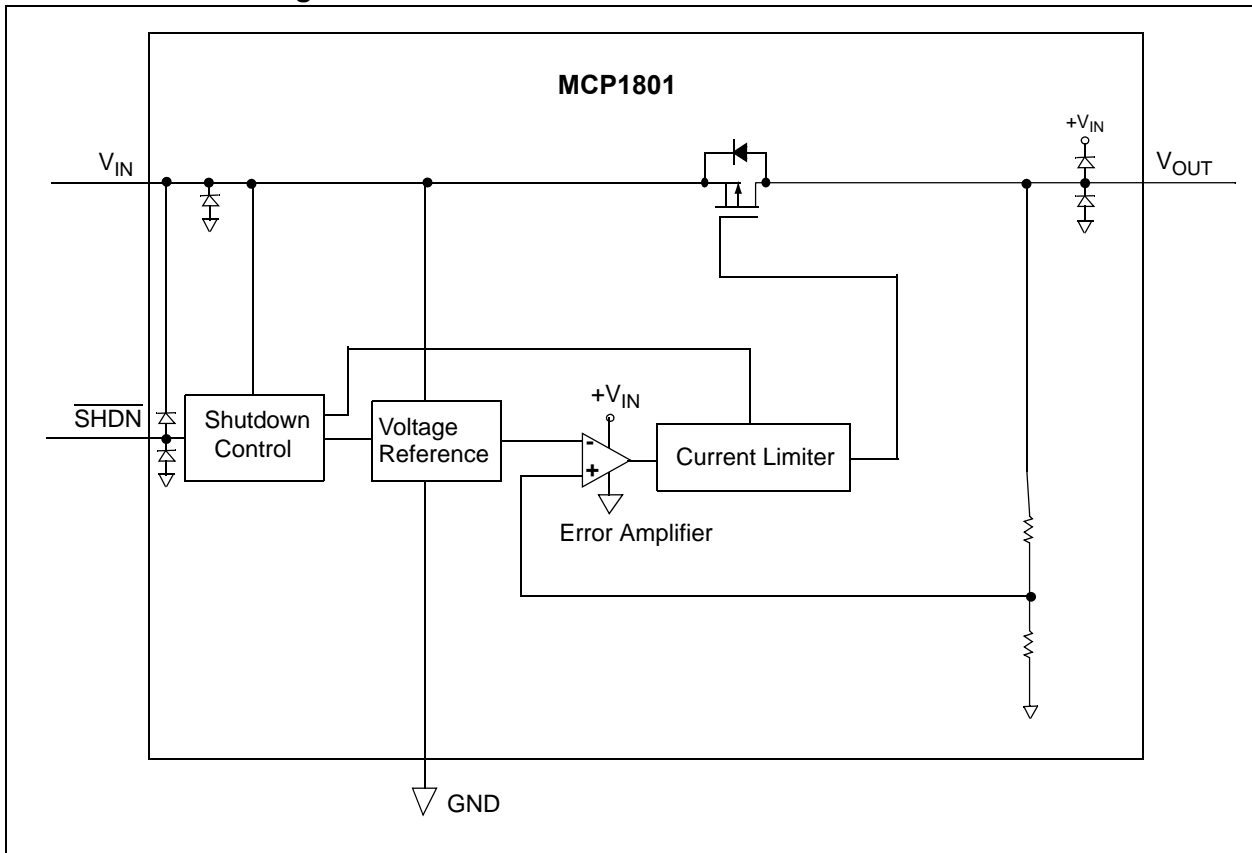 MCP1801
+VIN
VIN
VOUT
SHDN
Shutdown
Control
Voltage
Reference
+VIN
-
+
Current Limiter
Error Amplifier
GND